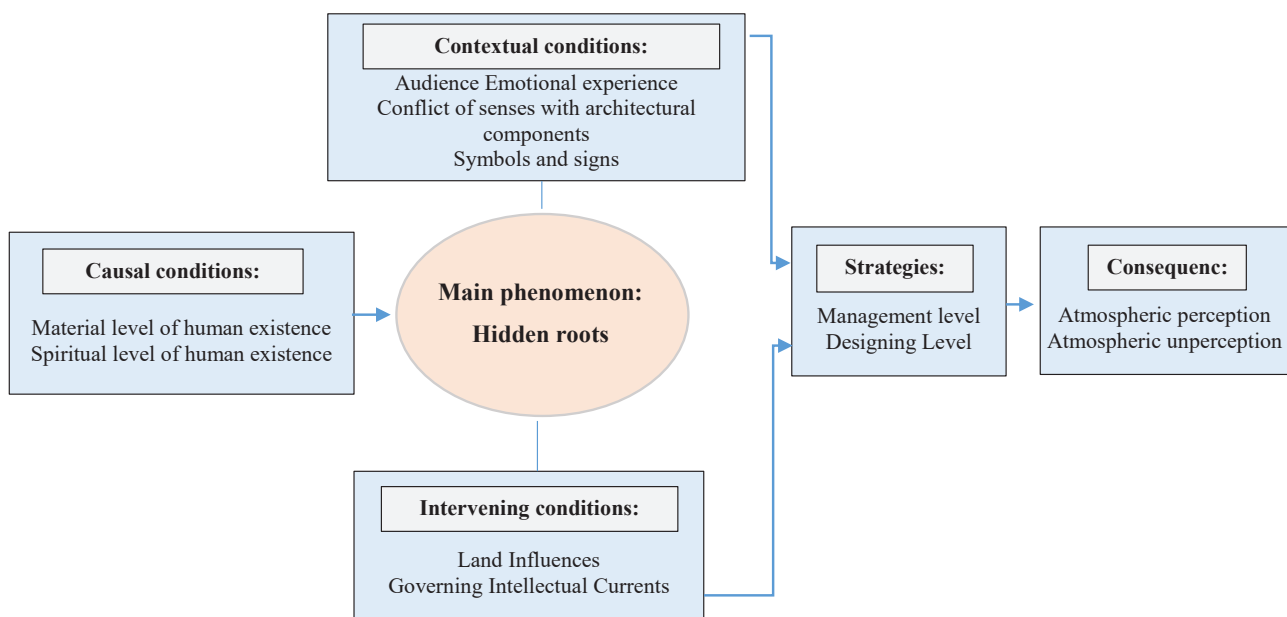 Contextual conditions:
Audience Emotional experience
Conflict of senses with architectural
components
Symbols and signs
Causal conditions:
Material level of human existence
Spiritual level of human existence
Main phenomenon:
Hidden roots
Strategies:
Management level
Designing Level
Consequenc:
Atmospheric perception
Atmospheric unperception
Intervening conditions:
Land Influences
Governing Intellectual Currents